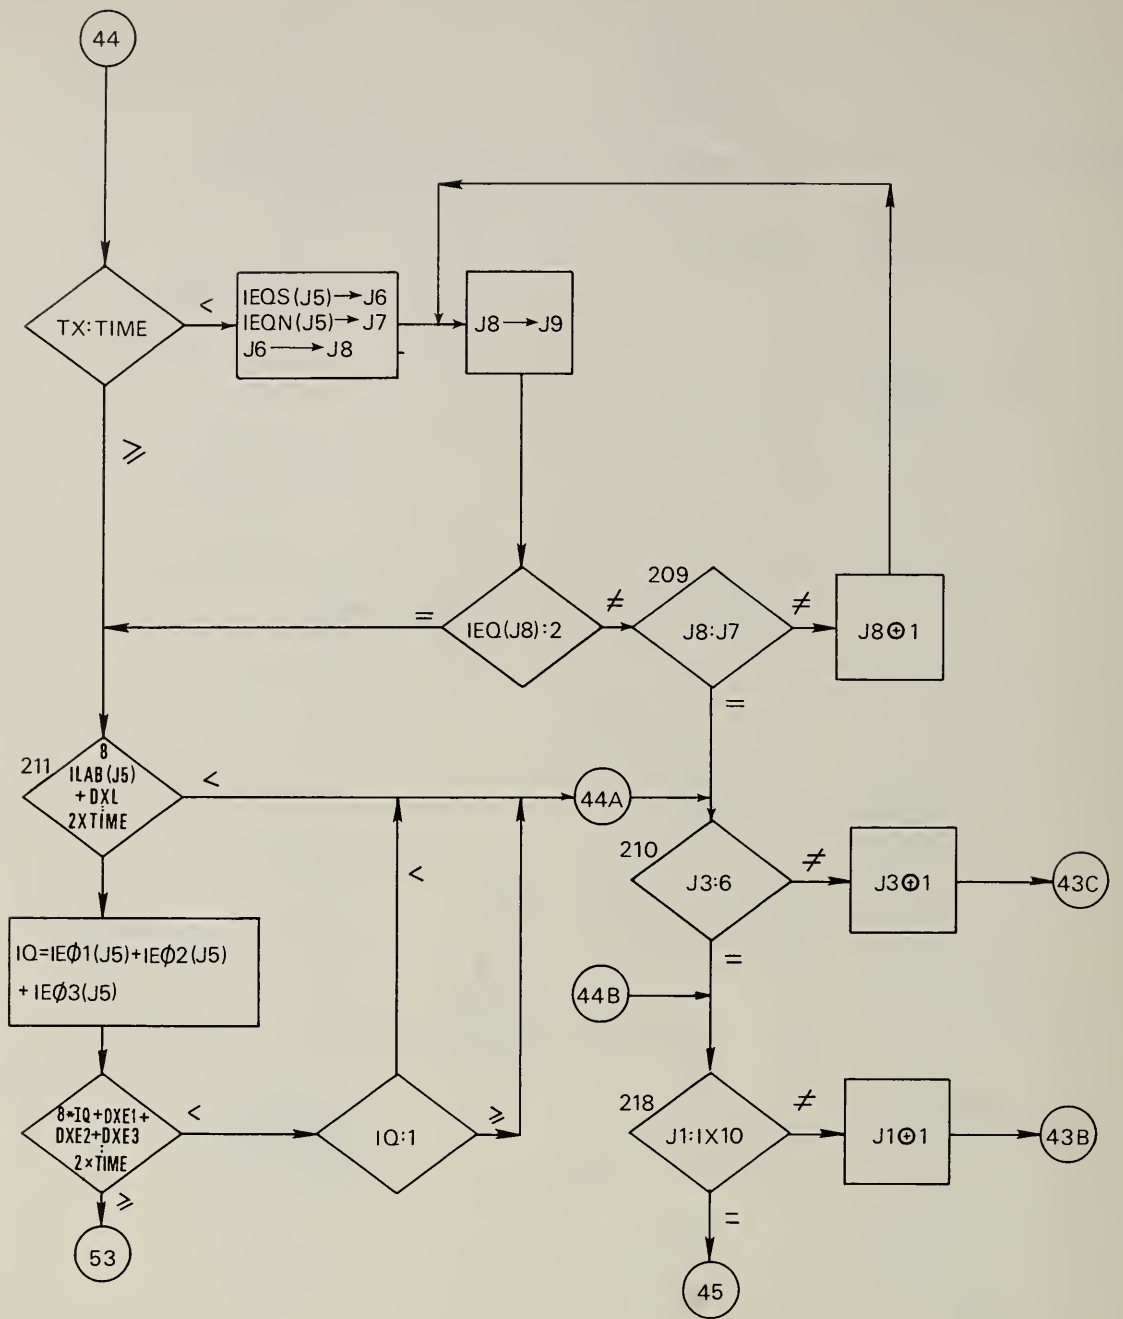 44
TX:TIME
<
IEQS(J5)→J6
IEQN(J5)→J7
J6→J8
J8→J9
≥
=
IEQ(J8):2
≠
209
J8:J7
≠
J8⊕1
=
211
8
ILAB(J5)
+ DXL
:
2XTIME
<
44A
210
J3:6
≠
J3⊕1
43C
<
IQ=IEØ1(J5)+IEØ2(J5)
+ IEØ3(J5)
=
44B
8*IQ+DXE1+
DXE2+DXE3
:
2×TIME
<
IQ:1
≥
218
J1:IX10
≠
J1⊕1
43B
≥
53
=
45